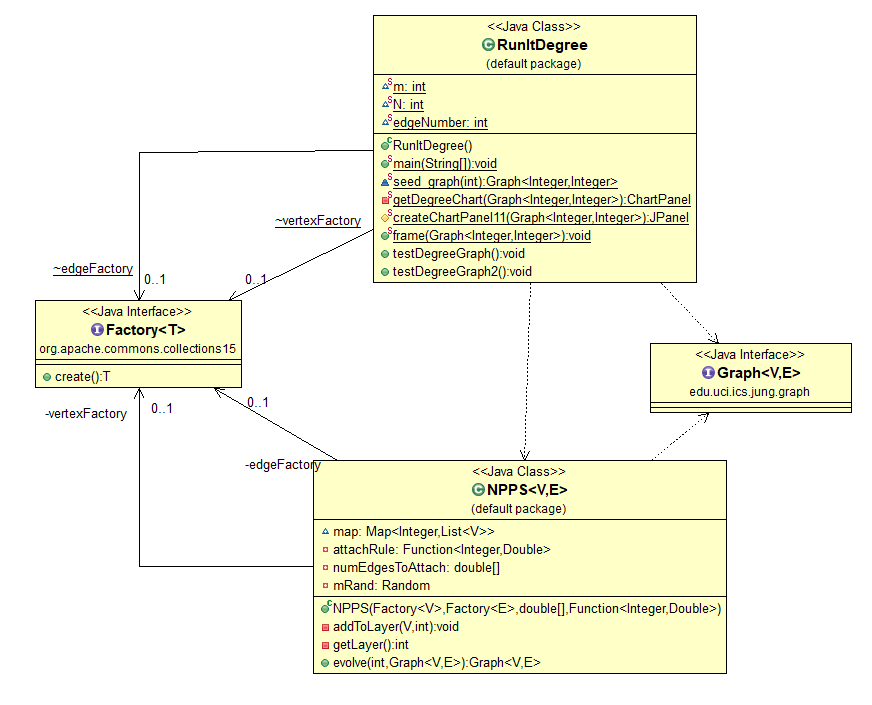 <<Java Class>>
RunItDegree
(default package)
m: int
N: int
edgeNumber: int
RunItDegree()
main(String[]):void
seed_graph(int):Graph<Integer,Integer>
getDegreeChart(Graph<Integer,Integer>):ChartPanel
createChartPanel11(Graph<Integer,Integer>):JPanel
frame(Graph<Integer,Integer>):void
testDegreeGraph():void
testDegreeGraph2():void
~vertexFactory
0..1
~edgeFactory
0..1
<<Java Interface>>
Factory<T>
org.apache.commons.collections15
create():T
<<Java Interface>>
Graph<V,E>
edu.uci.ics.jung.graph
-vertexFactory
0..1
0..1
-edgeFactory
<<Java Class>>
NPPS<V,E>
(default package)
map: Map<Integer,List<V>>
attachRule: Function<Integer,Double>
numEdgesToAttach: double[]
mRand: Random
NPPS(Factory<V>,Factory<E>,double[],Function<Integer,Double>)
addToLayer(V,int):void
getLayer():int
evolve(int,Graph<V,E>):Graph<V,E>